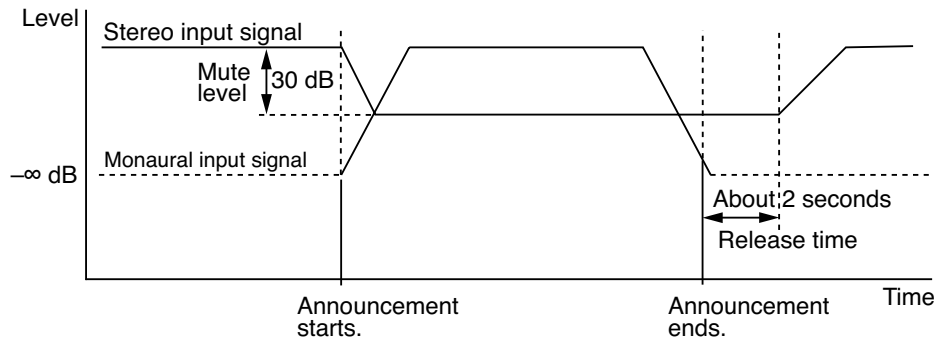 Level
Stereo input signal
Mute
level
30 dB
Monaural input signal
–∞ dB
About 2 seconds
Release time
Time
Announcement
starts.
Announcement
ends.